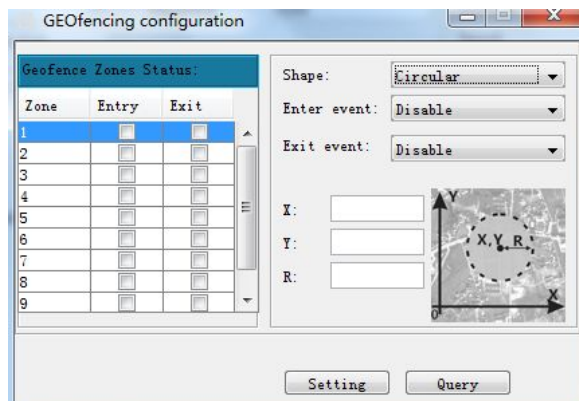 GEOfencing configuration
Geofence Zones Status:
Zone Entry Exit
1
2
3
4
5
6
7
8
9
Shape: Circular
Enter event: Disable
Exit event: Disable
X:
Y:
R:
Y
X,Y R
0 X
Setting Query